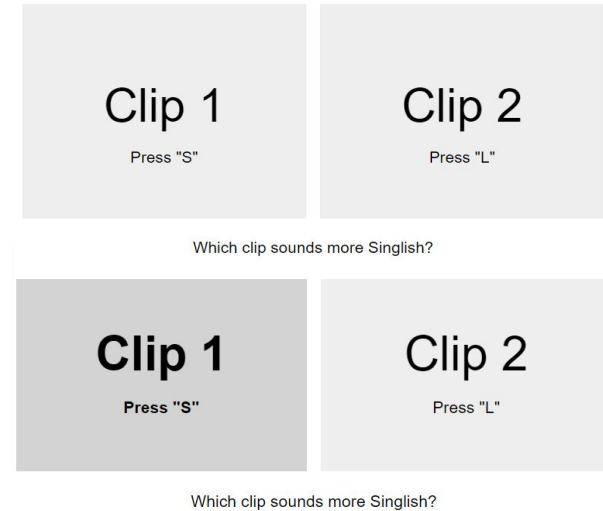 Clip 1 Clip 2
Press "S" Press "L"
Which clip sounds more Singlish?
Clip 1 Clip 2
Press "S" Press "L"
Which clip sounds more Singlish?